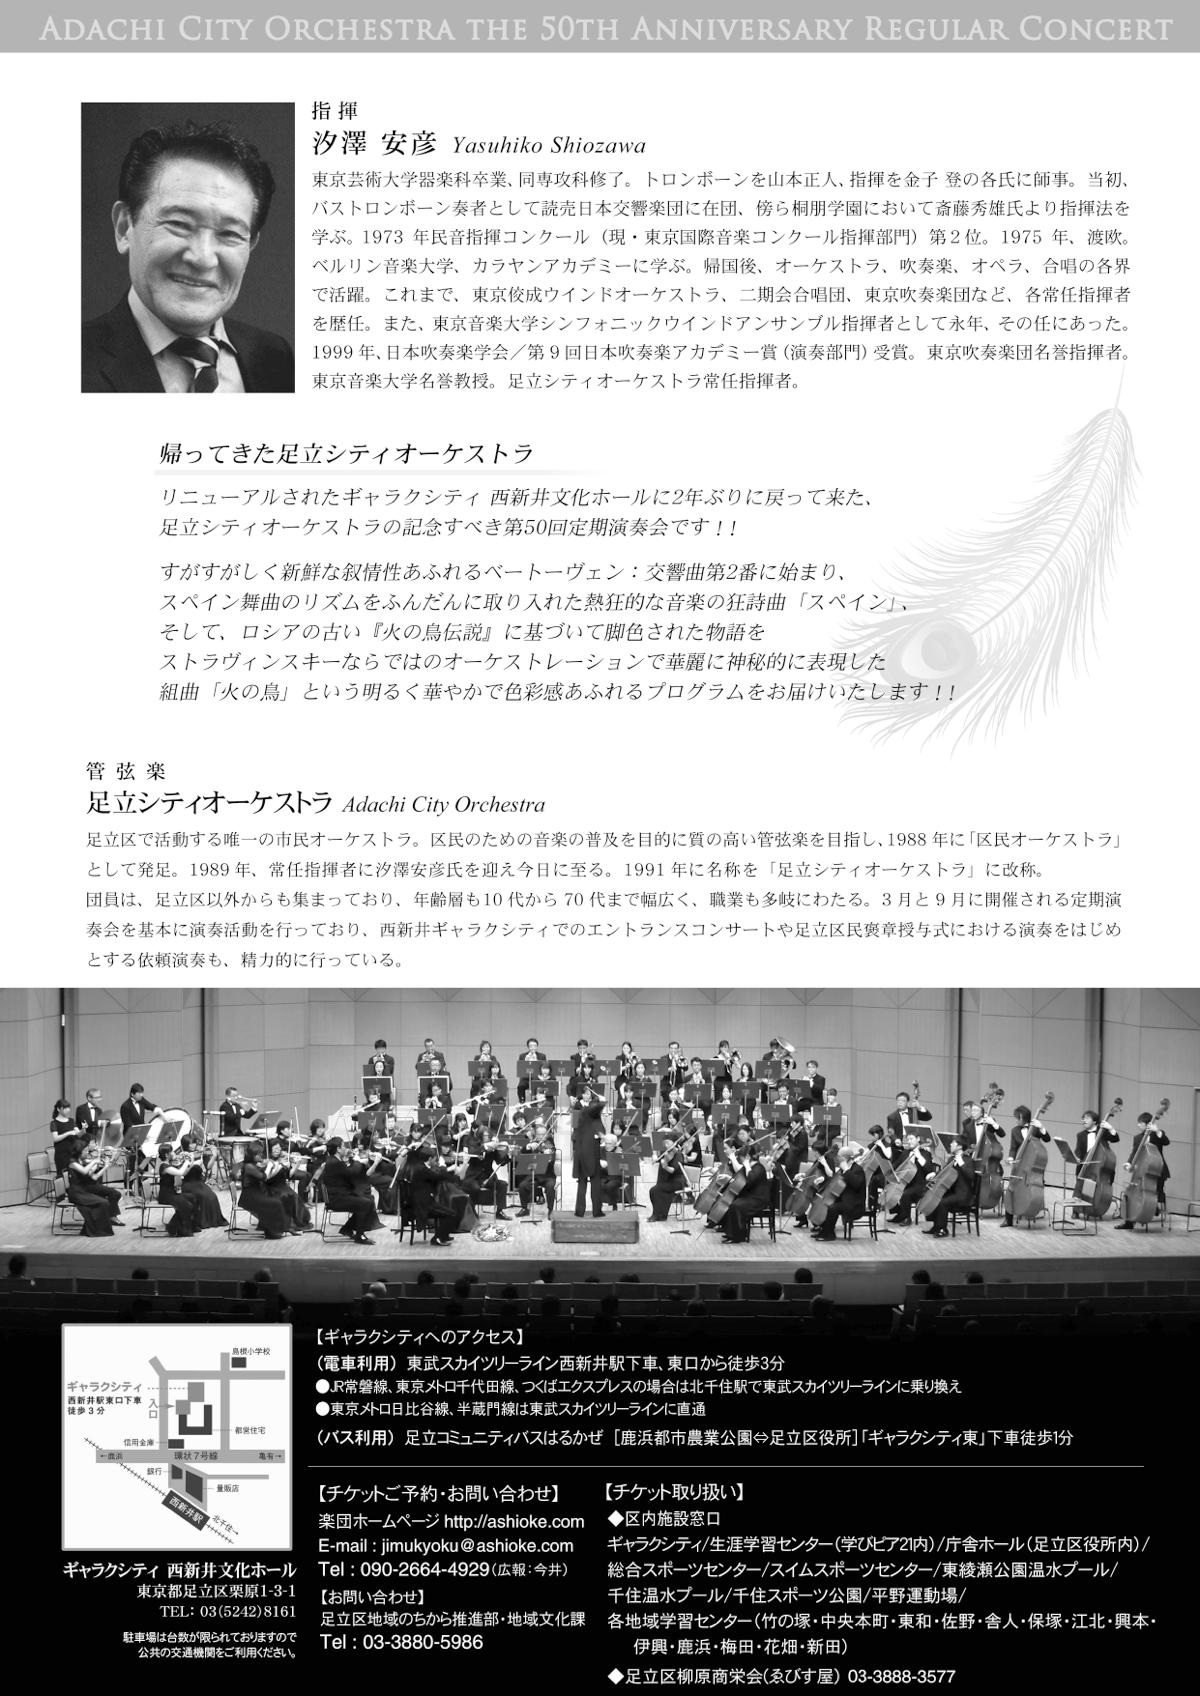 ADACHI CITY ORCHESTRA THE 50TH ANNIVERSARY REGULAR CONCERT
指揮
汐澤 安彦 Yasuhiko Shiozawa
東京芸術大学器楽科卒業、同専攻科修了。トロンボーンを山本正人、指揮を金子 登の各氏に師事。当初、
バストロンボーン奏者として読売日本交響楽団に在団、傍ら桐朋学園において斎藤秀雄氏より指揮法を
学ぶ。1973 年民音指揮コンクール（現・東京国際音楽コンクール指揮部門）第２位。1975 年、渡欧。
ベルリン音楽大学、カラヤンアカデミーに学ぶ。帰国後、オーケストラ、吹奏楽、オペラ、合唱の各界
で活躍。これまで、東京佼成ウインドオーケストラ、二期会合唱団、東京吹奏楽団など、各常任指揮者
を歴任。また、東京音楽大学シンフォニックウインドアンサンブル指揮者として永年、その任にあった。
1999 年、日本吹奏楽学会／第 9 回日本吹奏楽アカデミー賞 (演奏部門) 受賞。東京吹奏楽団名誉指揮者。
東京音楽大学名誉教授。足立シティオーケストラ常任指揮者。
帰ってきた足立シティオーケストラ
リニューアルされたギャラクシティ 西新井文化ホールに2年ぶりに戻って来た、
足立シティオーケストラの記念すべき第50回定期演奏会です！！
すがすがしく新鮮な叙情性あふれるベートーヴェン：交響曲第2番に始まり、
スペイン舞曲のリズムをふんだんに取り入れた熱狂的な音楽の狂詩曲「スペイン」、
そして、ロシアの古い『火の鳥伝説』に基づいて脚色された物語を
ストラヴィンスキーならではのオーケストレーションで華麗に神秘的に表現した
組曲「火の鳥」という明るく華やかで色彩感あふれるプログラムをお届けいたします！！
管弦楽
足立シティオーケストラ Adachi City Orchestra
足立区で活動する唯一の市民オーケストラ。区民のための音楽の普及を目的に質の高い管弦楽を目指し、1988 年に「区民オーケストラ」
として発足。1989 年、常任指揮者に汐澤安彦氏を迎え今日に至る。1991 年に名称を「足立シティオーケストラ」に改称。
団員は、足立区以外からも集まっており、年齢層も10 代から 70 代まで幅広く、職業も多岐にわたる。3 月と 9 月に開催される定期演
奏会を基本に演奏活動を行っており、西新井ギャラクシティでのエントランスコンサートや足立区民褒章授与式における演奏をはじめ
とする依頼演奏も、精力的に行っている。
島根小学校
ギャラクシティ
西新井駅東口下車
徒歩3分
入口
都営住宅
信用金庫
←鹿浜
環状7号線
亀有→
銀行
量販店
西新井駅
北千住→
ギャラクシティ 西新井文化ホール
東京都足立区栗原1-3-1
TEL: 03(5242)8161
駐車場は台数が限られておりますので
公共の交通機関をご利用ください。
【ギャラクシティへのアクセス】
（電車利用） 東武スカイツリーライン西新井駅下車、東口から徒歩3分
●JR常磐線、東京メトロ千代田線、つくばエクスプレスの場合は北千住駅で東武スカイツリーラインに乗り換え
●東京メトロ日比谷線、半蔵門線は東武スカイツリーラインに直通
（バス利用） 足立コミュニティバスはるかぜ ［鹿浜都市農業公園⇔足立区役所］「ギャラクシティ東」下車徒歩1分
【チケットご予約・お問い合わせ】
楽団ホームページ http://ashioke.com
E-mail : jimukyoku@ashioke.com
Tel : 090-2664-4929（広報：今井）
【お問い合わせ】
足立区地域のちから推進部・地域文化課
Tel : 03-3880-5986
【チケット取り扱い】
◆区内施設窓口
ギャラクシティ/生涯学習センター（学びピア21内）/庁舎ホール（足立区役所内）/
総合スポーツセンター/スイムスポーツセンター/東綾瀬公園温水プール/
千住温水プール/千住スポーツ公園/平野運動場/
各地域学習センター（竹の塚・中央本町・東和・佐野・舎人・保塚・江北・興本・
伊興・鹿浜・梅田・花畑・新田）
◆足立区柳原商栄会（ゑびす屋） 03-3888-3577